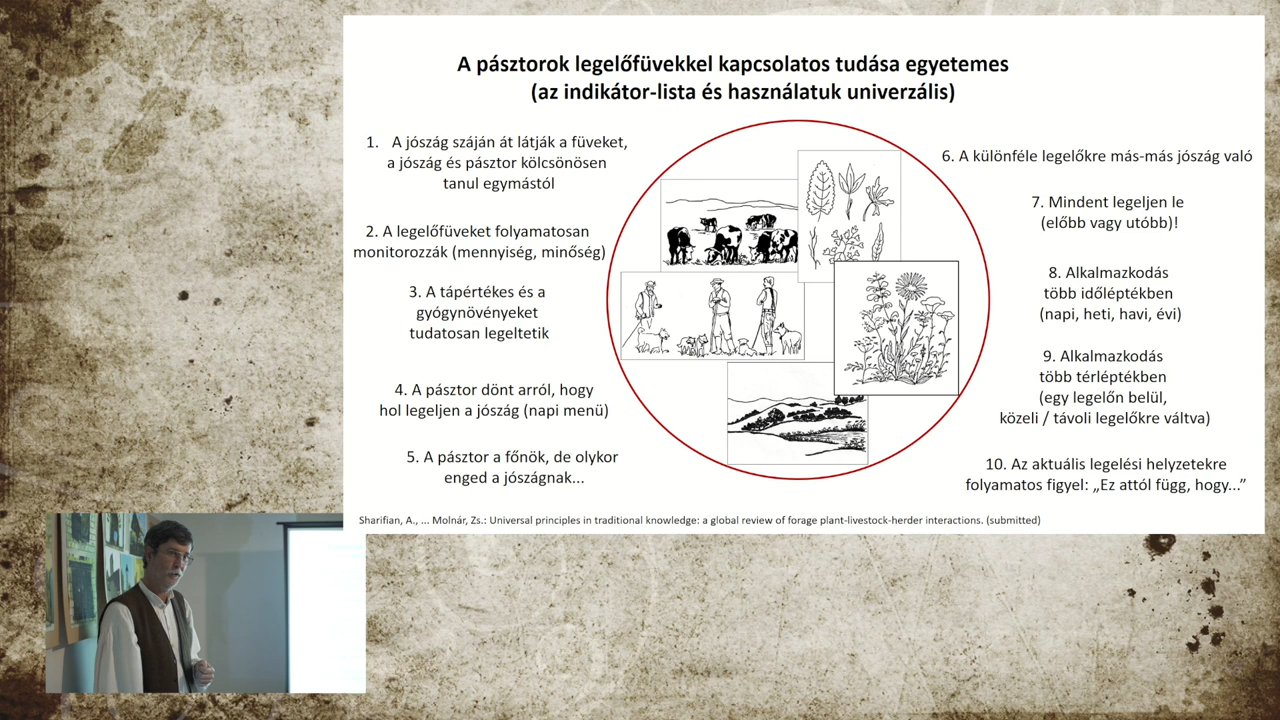 A pásztorok legelőfüvekkel kapcsolatos tudása egyetemes
(az indikátor-lista és használatuk univerzális)
1. A jószág száján át látják a füveket,
a jószág és pásztor kölcsönösen
tanul egymástól
2. A legelőfüveket folyamatosan
monitorozzák (mennyiség, minőség)
3. A tápértékes és a
gyógynövényeket
tudatosan legeltetik
4. A pásztor dönt arról, hogy
hol legeljen a jószág (napi menü)
5. A pásztor a főnök, de olykor
enged a jószágnak...
6. A különféle legelőkre más-más jószág való
7. Mindent legeljen le
(előbb vagy utóbb)!
8. Alkalmazkodás
több időléptékben
(napi, heti, havi, évi)
9. Alkalmazkodás
több térléptékben
(egy legelőn belül,
közeli / távoli legelőkre váltva)
10. Az aktuális legelési helyzetekre
folyamatos figyel: „Ez attól függ, hogy...”
Sharifian, A., ... Molnár, Zs.: Universal principles in traditional knowledge: a global review of forage plant-livestock-herder interactions. (submitted)